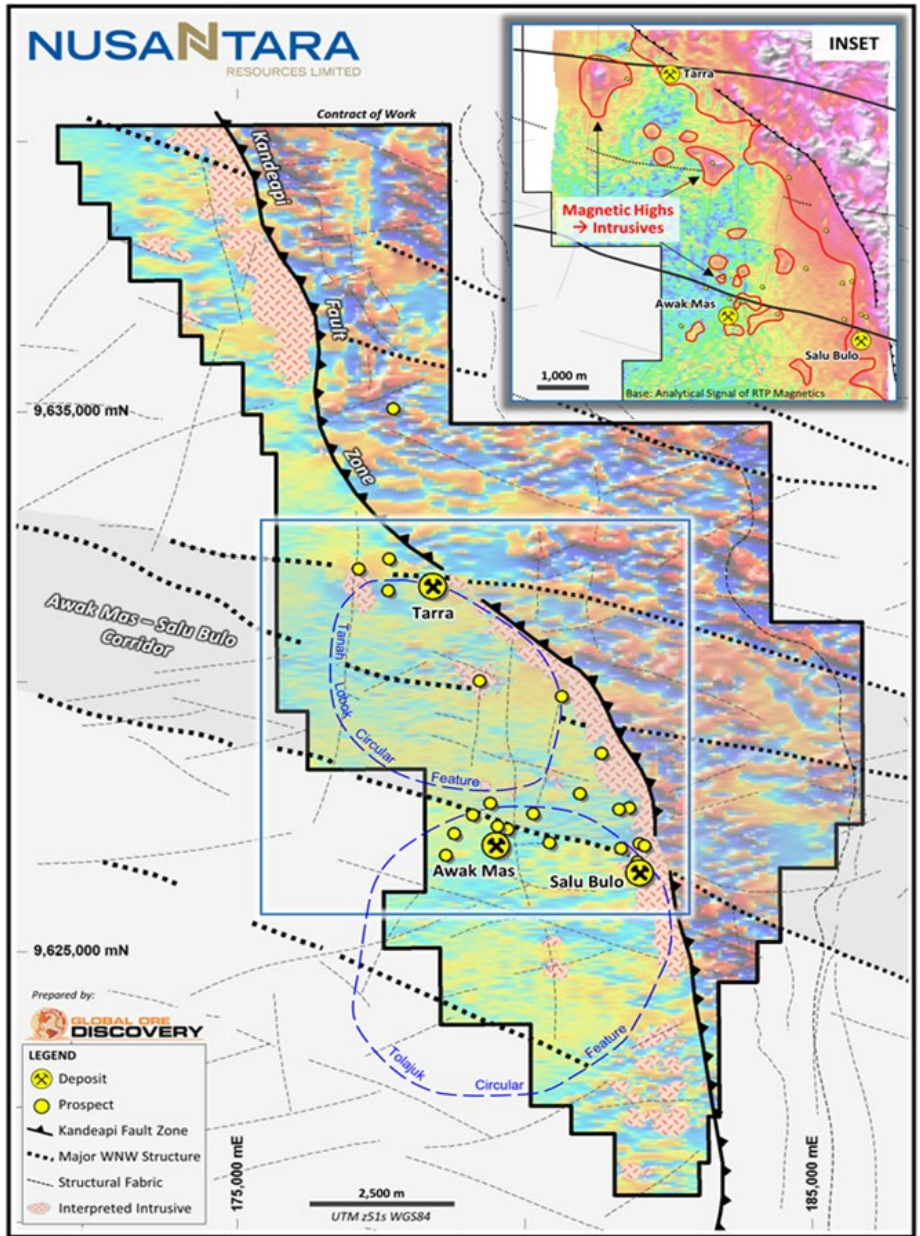 NUSANTARA
RESOURCES LIMITED
Contract of Work
INSET
Tarra
Magnetic Highs
→ Intrusives
Awak Mas
Salu Bulo
1,000 m
Base: Analytical Signal of RTP Magnetics
Kandeapi
Fault
Zone
9,635,000 mN
Awak Mas – Salu Bulo
Corridor
Tarra
Tanah
Lobok
Circular
Feature
Awak Mas
Salu Bulo
9,625,000 mN
Tolajuk
Circular
Feature
Prepared by:
GLOBAL ORE
DISCOVERY
LEGEND
Deposit
Prospect
Kandeapi Fault Zone
Major WNW Structure
Structural Fabric
Interpreted Intrusive
175,000 mE
2,500 m
UTM z51s WGS84
185,000 mE